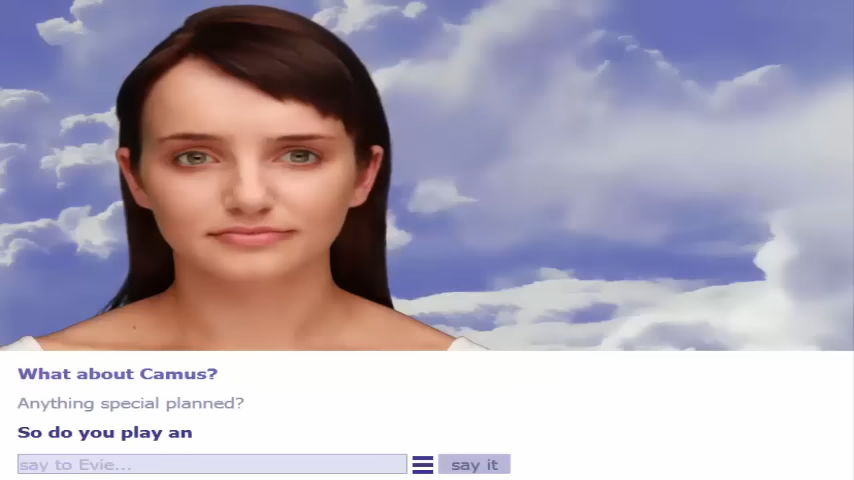 What about Camus?
Anything special planned?
So do you play an
say to Evie...
say it